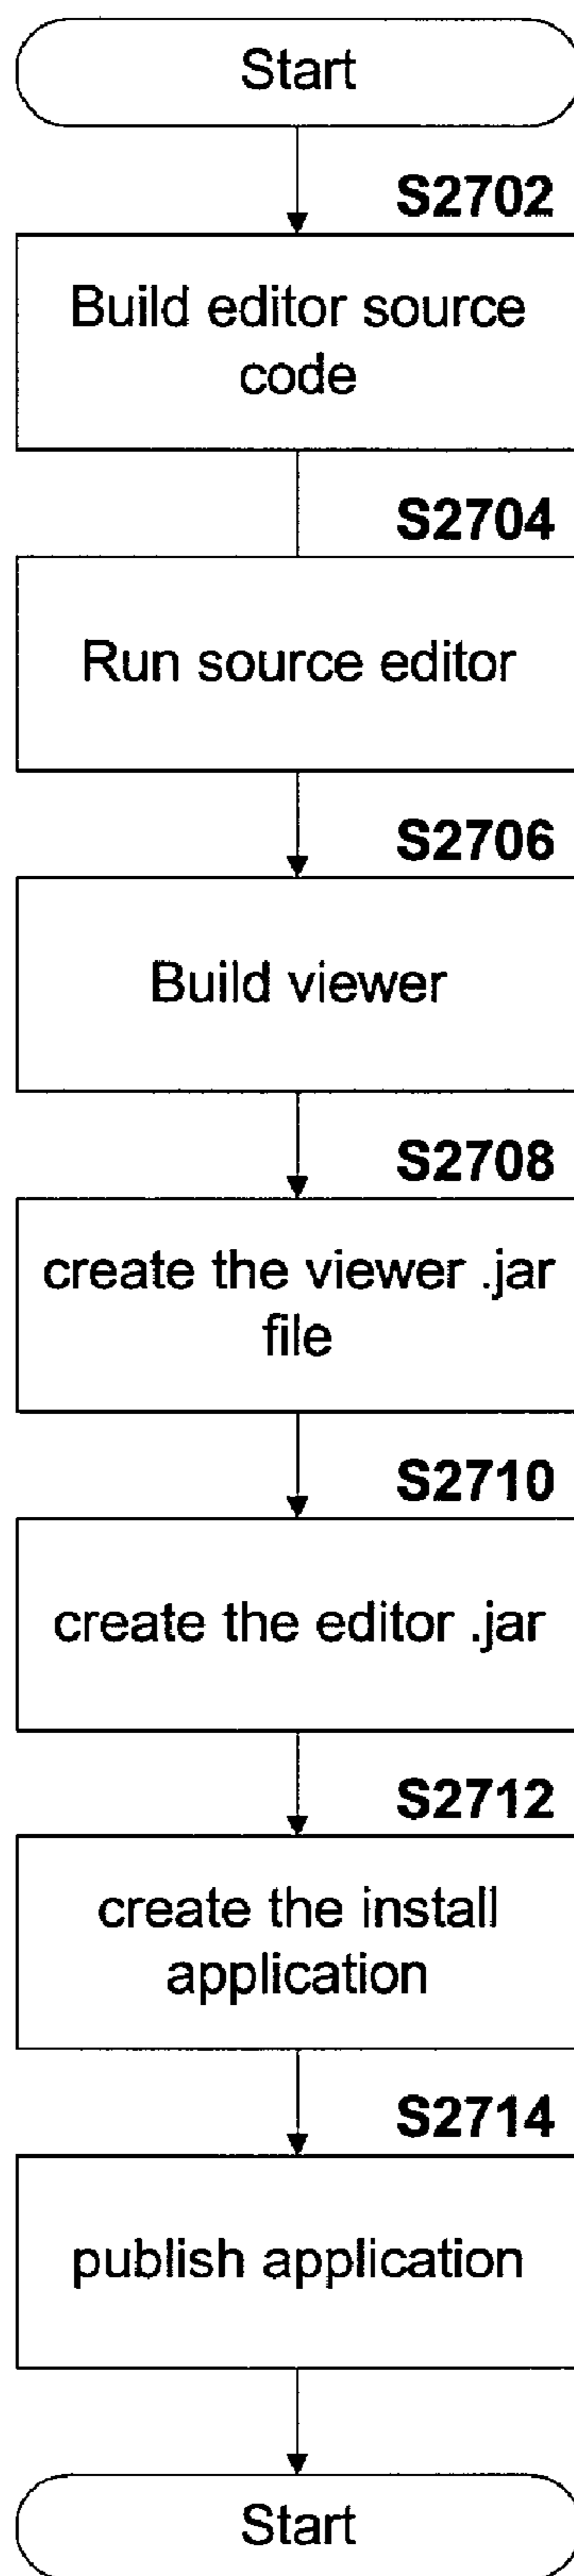 Start
S2702
Build editor source
code
S2704
Run source editor
S2706
Build viewer
S2708
create the viewer .jar
file
S2710
create the editor .jar
S2712
create the install
application
S2714
publish application
Start